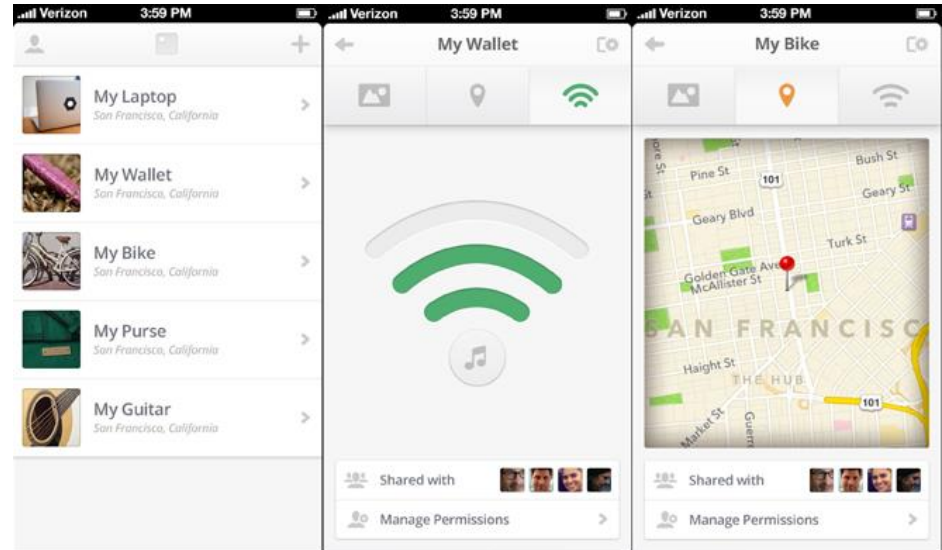 Verizon 3:59 PM
My Laptop
San Francisco, California
My Wallet
San Francisco, California
My Bike
San Francisco, California
My Purse
San Francisco, California
My Guitar
San Francisco, California
Verizon 3:59 PM
My Wallet
Shared with
Manage Permissions
Verizon 3:59 PM
My Bike
Bush St
Pine St
101
Geary St
Geary Blvd
Turk St
Golden Gate Ave
McAllister St
SAN FRANCISC
Haight St
THE HUB
101
Market St
Shared with
Manage Permissions